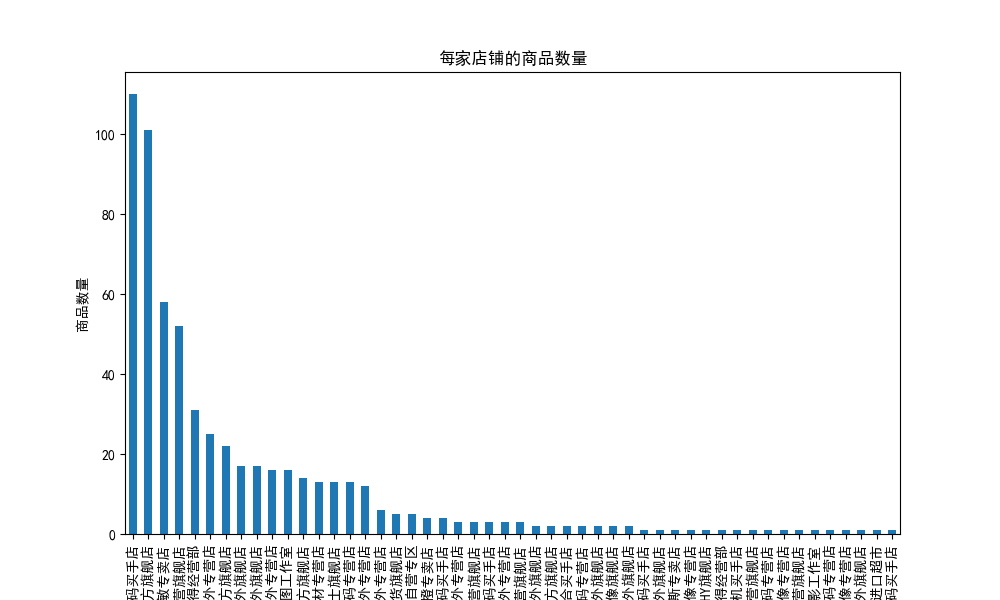 每家店铺的商品数量
商品数量
100
80
60
40
20
0
码买手店
方旗舰店
敏专卖店
营旗舰店
得经营部
外专营店
方旗舰店
外旗舰店
外旗舰店
外专营店
图工作室
方旗舰店
材专营店
士旗舰店
码专营店
外专营店
外专营店
货旗舰店
自营专区
橙专卖店
码买手店
外专营店
营旗舰店
码买手店
外专营店
营旗舰店
外旗舰店
方旗舰店
合买手店
码专营店
外旗舰店
像旗舰店
外旗舰店
码买手店
外旗舰店
斯专卖店
像专营店
HY旗舰店
得经营部
机买手店
营旗舰店
码专营店
像专营店
营旗舰店
影工作室
码专营店
像专营店
外旗舰店
进口超市
码买手店